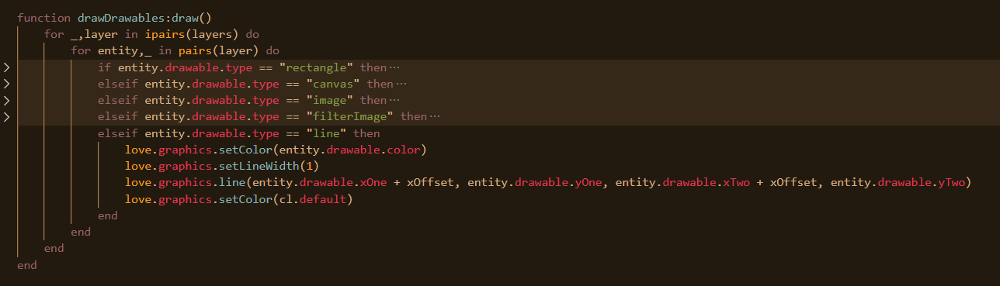 function drawDrawables:draw()
for _,layer in ipairs(layers) do
for entity,_ in pairs(layer) do
if entity.drawable.type == "rectangle" then···
elseif entity.drawable.type == "canvas" then···
elseif entity.drawable.type == "image" then···
elseif entity.drawable.type == "filterImage" then···
elseif entity.drawable.type == "line" then
love.graphics.setColor(entity.drawable.color)
love.graphics.setLineWidth(1)
love.graphics.line(entity.drawable.xOne + xOffset, entity.drawable.yOne, entity.drawable.xTwo + xOffset, entity.drawable.yTwo)
love.graphics.setColor(cl.default)
end
end
end
end